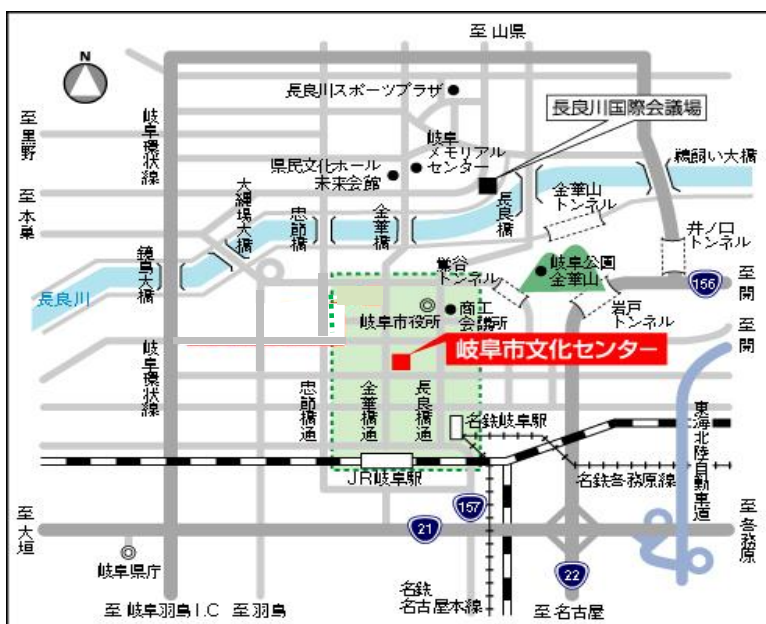 至山県
N
長良川スポーツプラザ
長良川国際会議場
至里野
岐阜環状線
岐阜
メモリアル
センター
県民文化ホール
未来会館
鵜飼い大橋
至本巣
大縄場大橋
忠節橋
金華橋
長良橋
金華山
トンネル
井ノ口
トンネル
鏡島大橋
長良川
鶯谷
トンネル
岐阜公園
金華山
156
至関
岐阜市役所
商工
会議所
岩戸
トンネル
至関
岐阜市文化センター
岐阜環状線
忠節橋通
金華橋通
長良橋通
名鉄岐阜駅
東海北陸自動車道
JR岐阜駅
名鉄各務原線
157
至大垣
21
至各務原
岐阜県庁
22
名鉄
名古屋本線
至岐阜羽島I.C
至羽島
至名古屋